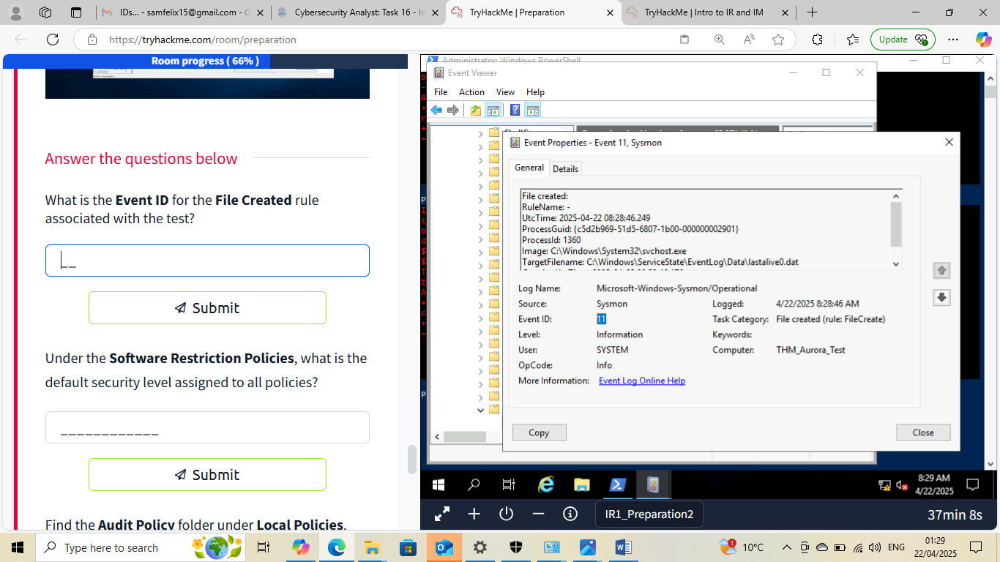 IDs... - samfelix15@gmail.com - G
Cybersecurity Analyst: Task 16 - In
TryHackMe | Preparation
TryHackMe | Intro to IR and IM
https://tryhackme.com/room/preparation
Update
Room progress ( 66% )
Answer the questions below
What is the Event ID for the File Created rule
associated with the test?
__
Submit
Under the Software Restriction Policies, what is the
default security level assigned to all policies?
____________
Submit
Find the Audit Policy folder under Local Policies.
Administrator: Windows PowerShell
Event Viewer
File Action View Help
Event Properties - Event 11, Sysmon
General
Details
File created:
RuleName: -
UtcTime: 2025-04-22 08:28:46.249
ProcessGuid: {c5d2b969-51d5-6807-1b00-000000002901}
ProcessId: 1360
Image: C:\Windows\System32\svchost.exe
TargetFilename: C:\Windows\ServiceState\EventLog\Data\lastalive0.dat
Log Name: Microsoft-Windows-Sysmon/Operational
Source: Sysmon Logged: 4/22/2025 8:28:46 AM
Event ID: 11 Task Category: File created (rule: FileCreate)
Level: Information Keywords:
User: SYSTEM Computer: THM_Aurora_Test
OpCode: Info
More Information: Event Log Online Help
Copy
Close
8:29 AM
4/22/2025
IR1_Preparation2
37min 8s
Type here to search
10°C
ENG
01:29
22/04/2025